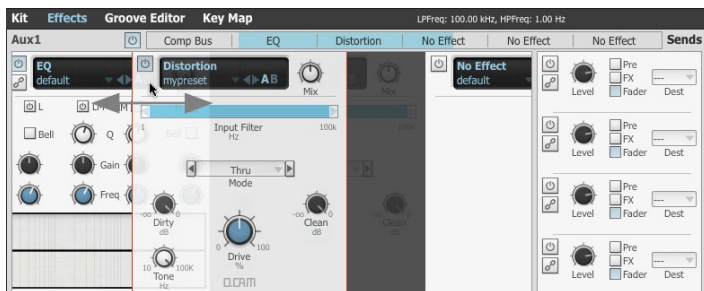 Kit Effects Groove Editor Key Map LPFreq: 100.00 kHz, HPFreq: 1.00 Hz
Aux1 Comp Bus EQ Distortion No Effect No Effect No Effect Sends
EQ
default
Distortion
mypreset AB
Mix
Mix
No Effect
default
L
M
Bell Q
Gain
Freq
1 Input Filter 100k
Hz
Thru
Mode
-oo 0
Dirty
dB
-oo 0
Clean
dB
Clean
0 100
Drive
%
10 100K
Tone
Hz
D.CAM
Pre
FX
Fader
Level
---
Dest
Pre
FX
Fader
Level
---
Dest
Pre
FX
Fader
Level
---
Dest
Pre
FX
Fader
Level
---
Dest